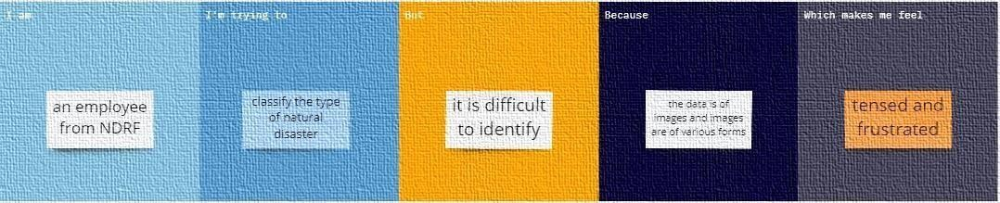 I am
an employee
from NDRF
I'm trying to
classify the type
of natural
disaster
But
it is difficult
to identify
Because
the data is of
images and images
are of various forms
Which makes me feel
tensed and
frustrated